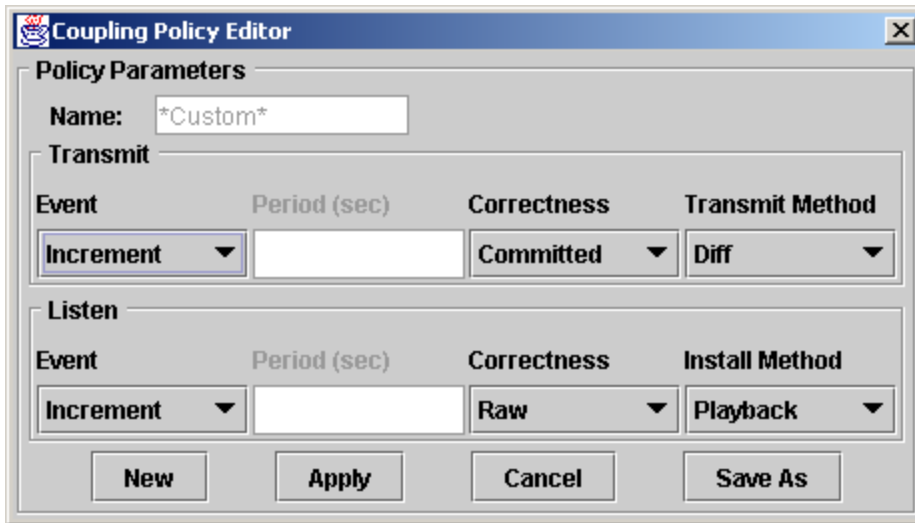 Coupling Policy Editor
Policy Parameters
Name: *Custom*
Transmit
Event Period (sec) Correctness Transmit Method
Increment Committed Diff
Listen
Event Period (sec) Correctness Install Method
Increment Raw Playback
New Apply Cancel Save As